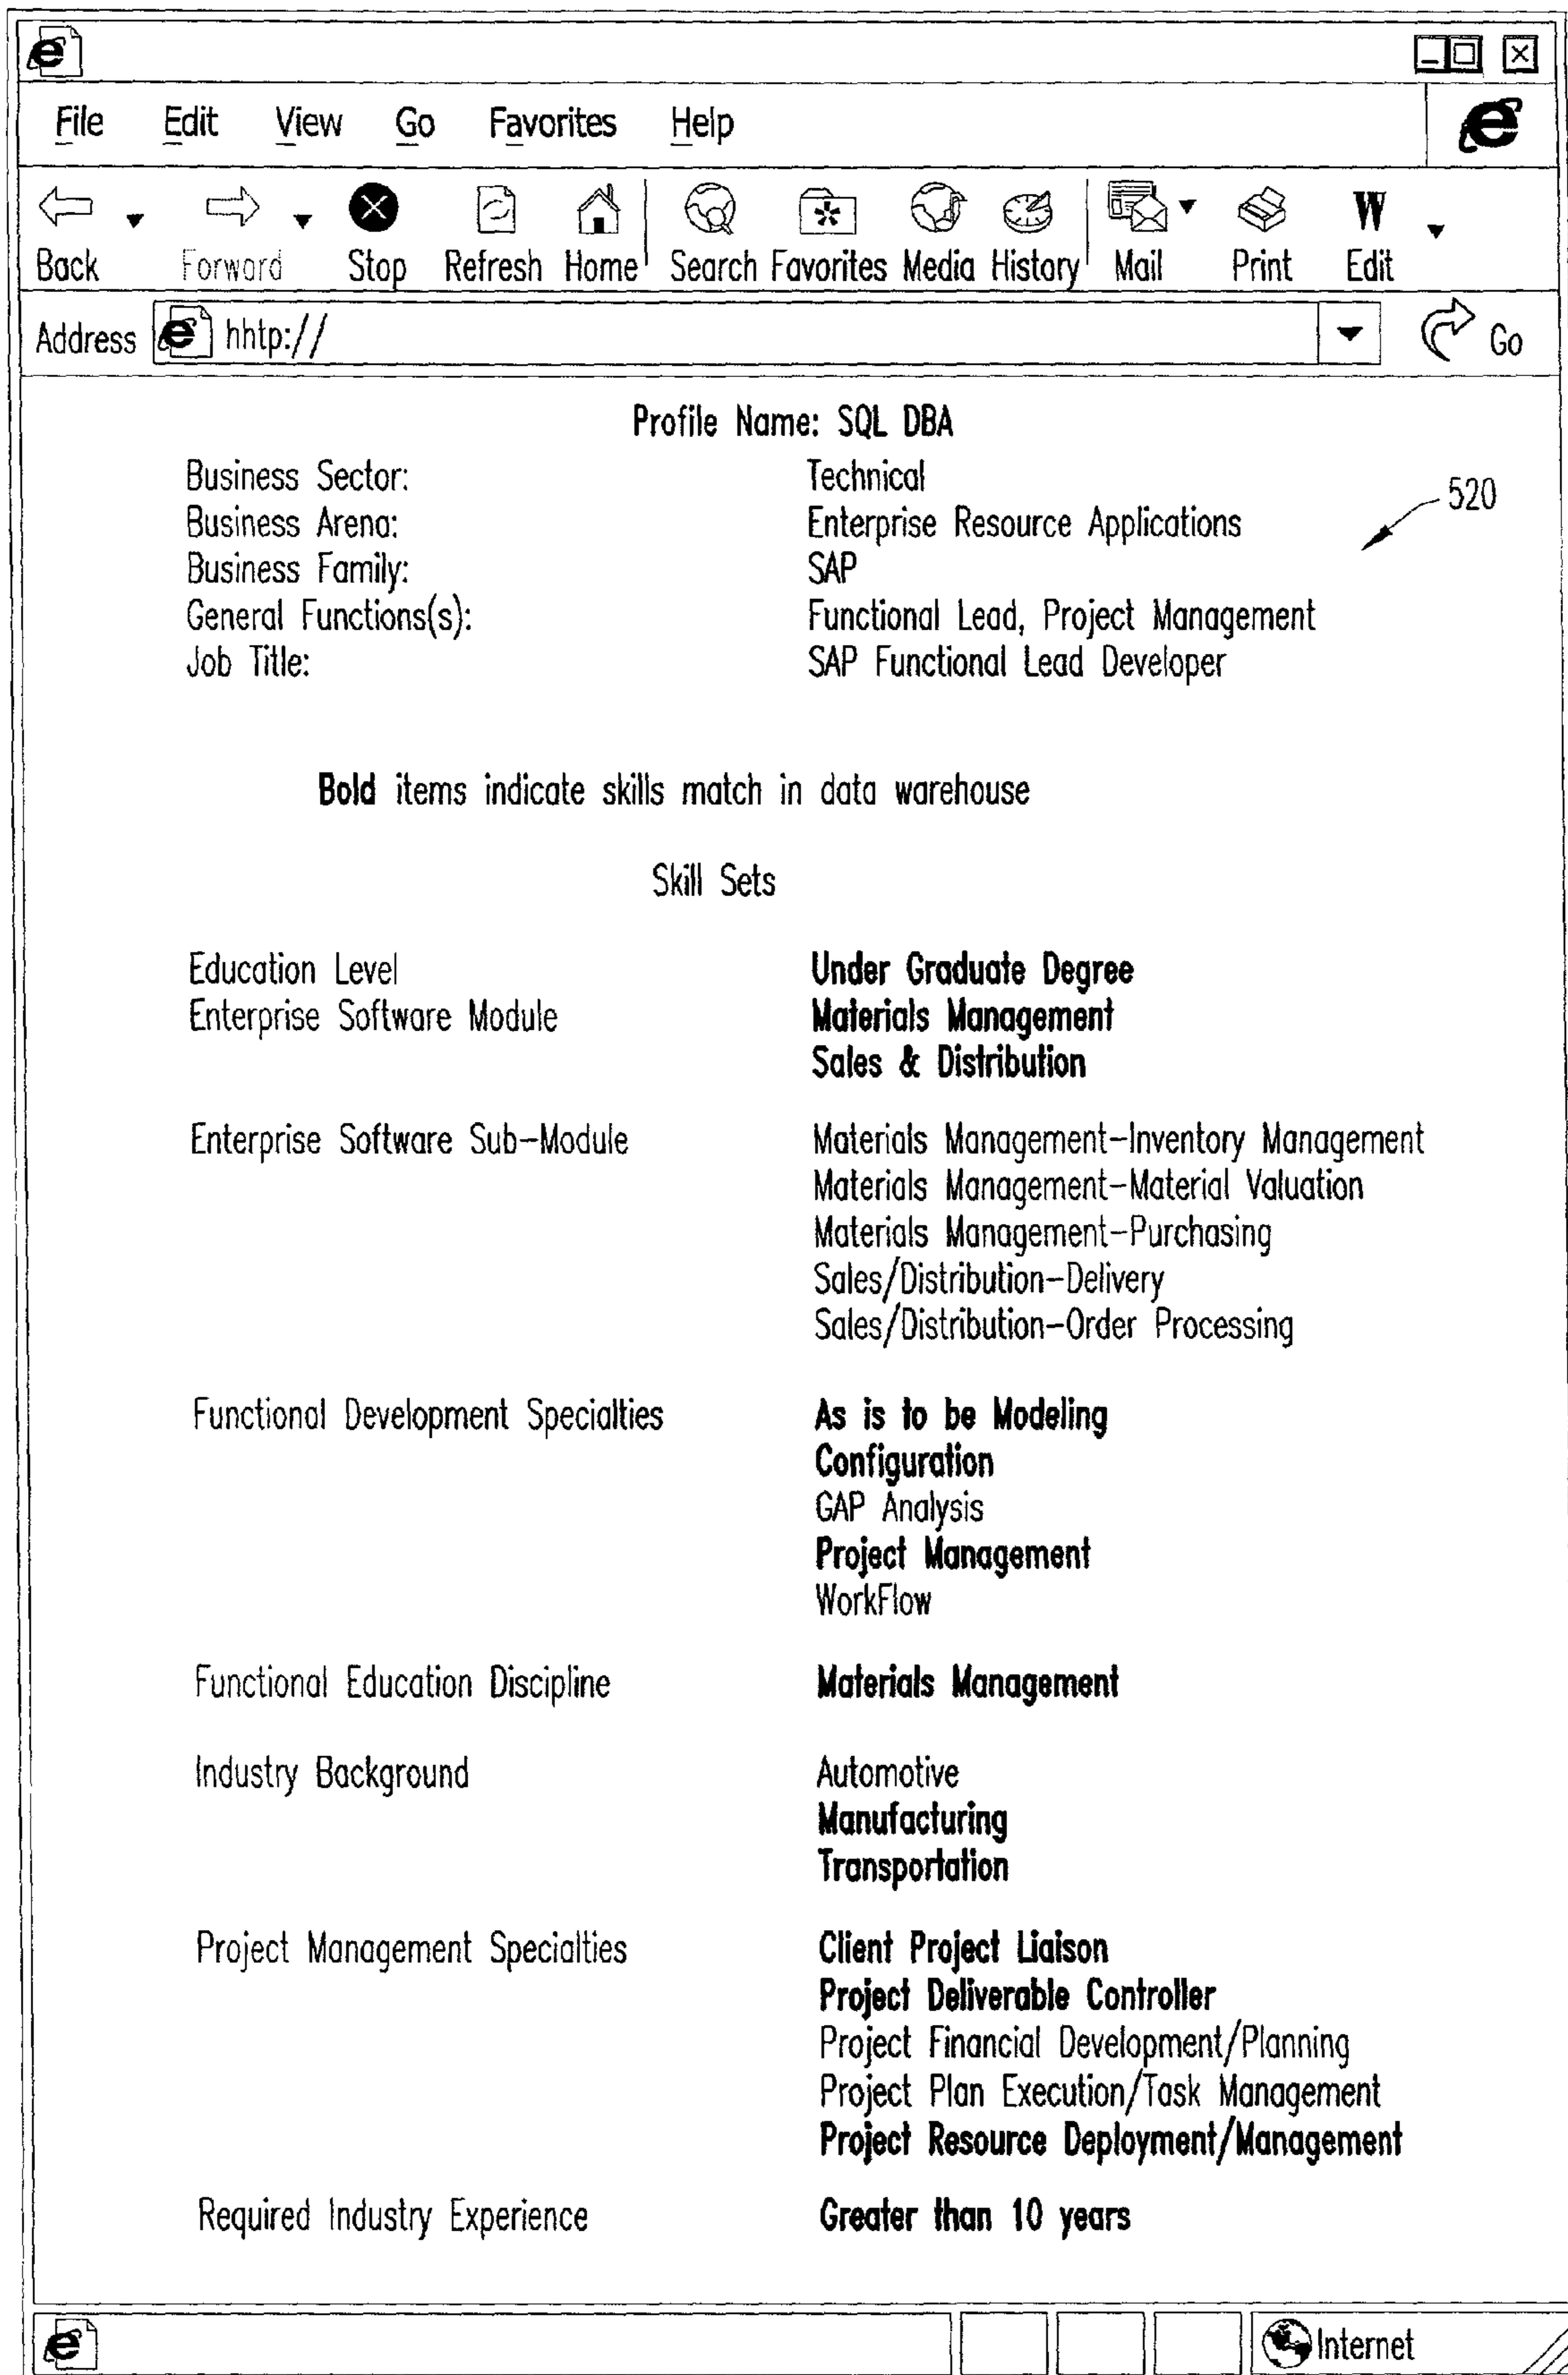 File Edit View Go Favorites Help
Back Forward Stop Refresh Home Search Favorites Media History Mail Print Edit
Address hhtp:// Go
Profile Name: SQL DBA
Business Sector: Technical
520
Business Arena: Enterprise Resource Applications
Business Family: SAP
General Functions(s): Functional Lead, Project Management
Job Title: SAP Functional Lead Developer
Bold items indicate skills match in data warehouse
Skill Sets
Education Level Under Graduate Degree
Enterprise Software Module Materials Management
Sales & Distribution
Enterprise Software Sub-Module Materials Management-Inventory Management
Materials Management-Material Valuation
Materials Management-Purchasing
Sales/Distribution-Delivery
Sales/Distribution-Order Processing
Functional Development Specialties As is to be Modeling
Configuration
GAP Analysis
Project Management
WorkFlow
Functional Education Discipline Materials Management
Industry Background Automotive
Manufacturing
Transportation
Project Management Specialties Client Project Liaison
Project Deliverable Controller
Project Financial Development/Planning
Project Plan Execution/Task Management
Project Resource Deployment/Management
Required Industry Experience Greater than 10 years
Internet